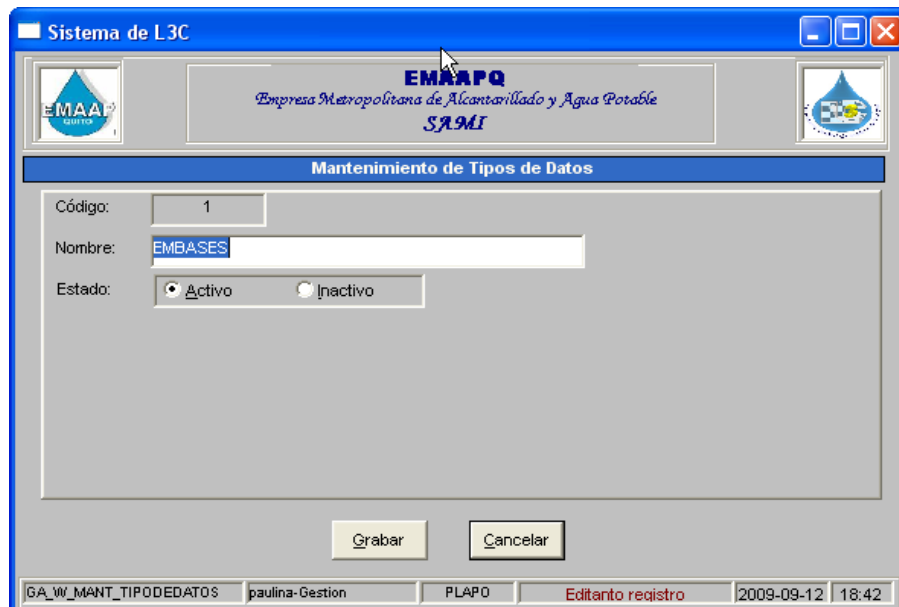 Sistema de L3C
EMAAP
QUITO
EMAAPQ
Empresa Metropolitana de Alcantarillado y Agua Potable
SAMI
Mantenimiento de Tipos de Datos
Código: 1
Nombre: EMBASES
Estado: Activo Inactivo
Grabar Cancelar
GA_W_MANT_TIPODEDATOS paulina-Gestion PLAPO Editanto registro 2009-09-12 18:42